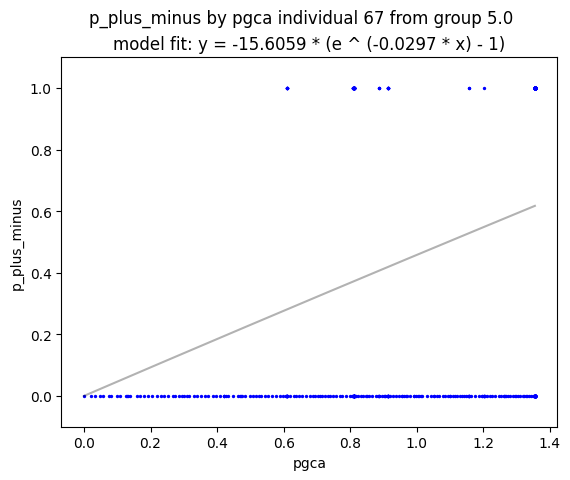 p_plus_minus by pgca individual 67 from group 5.0
model fit: y = -15.6059 * (e ^ (-0.0297 * x) - 1)
1.0
0.8
0.6
0.4
0.2
0.0
p_plus_minus
0.0 0.2 0.4 0.6 0.8 1.0 1.2 1.4
pgca